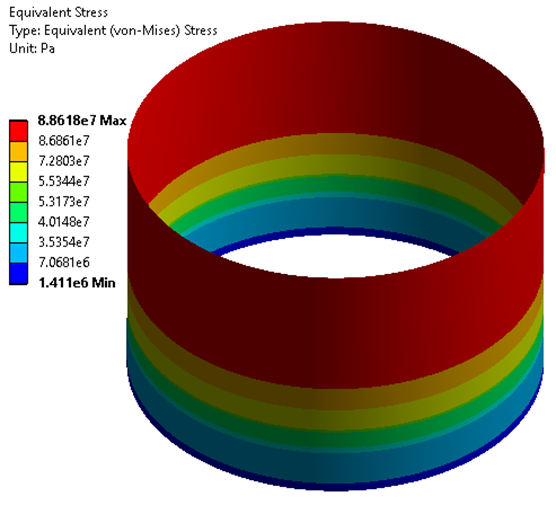 Equivalent Stress
Type: Equivalent (von-Mises) Stress
Unit: Pa
8.8618e7 Max
8.6861e7
7.2803e7
5.5344e7
5.3173e7
4.0148e7
3.5354e7
7.0681e6
1.411e6 Min